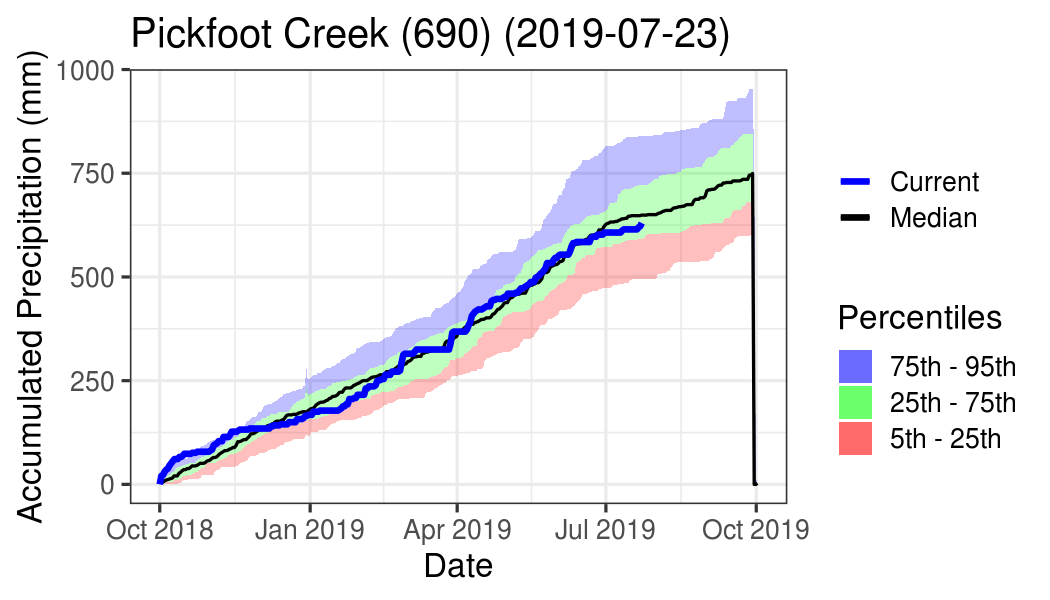 Pickfoot Creek (690) (2019-07-23)
Accumulated Precipitation (mm)
1000
750
500
250
0
Oct 2018
Jan 2019
Apr 2019
Jul 2019
Oct 2019
Date
Current
Median
Percentiles
75th - 95th
25th - 75th
5th - 25th